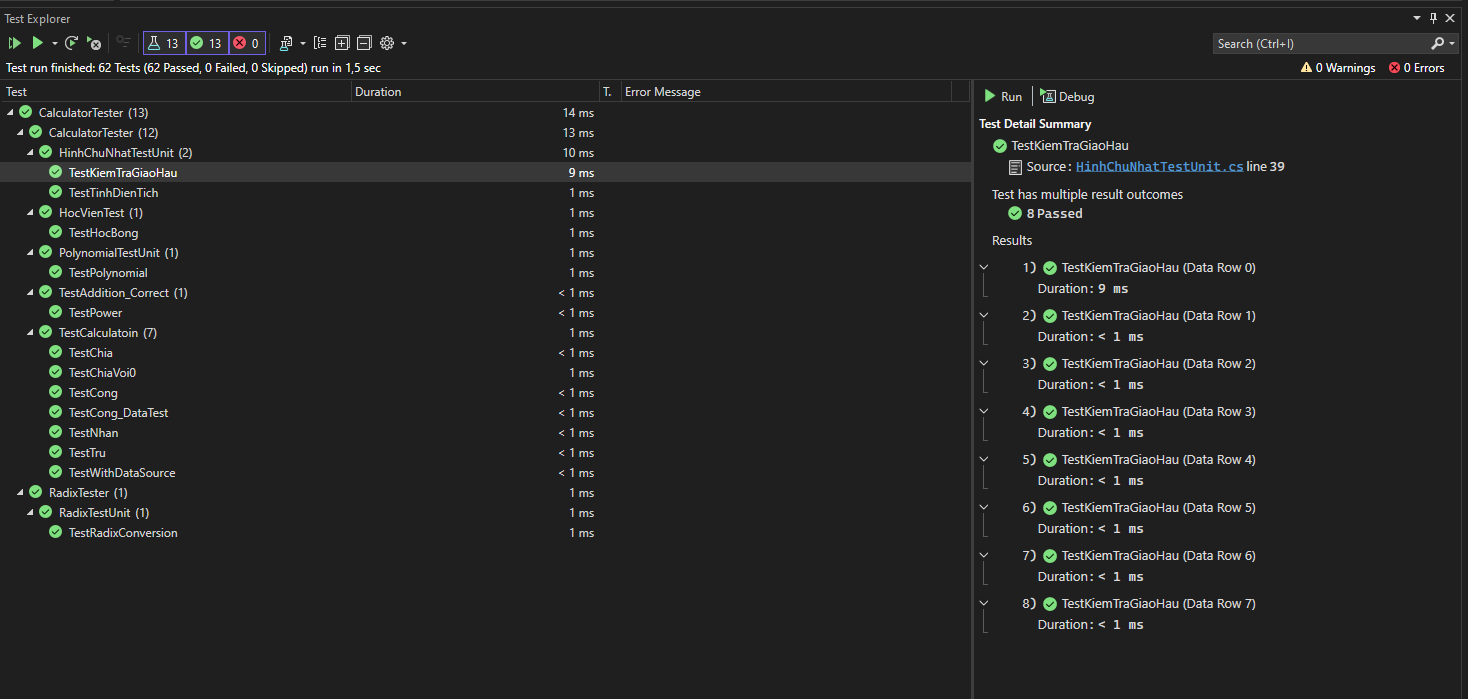 Test Explorer
13 13 0
Search (Ctrl+I)
Test run finished: 62 Tests (62 Passed, 0 Failed, 0 Skipped) run in 1,5 sec
0 Warnings 0 Errors
Test Duration T. Error Message
CalculatorTester (13) 14 ms
CalculatorTester (12) 13 ms
HinhChuNhatTestUnit (2) 10 ms
TestKiemTraGiaoHau 9 ms
TestTinhDienTich 1 ms
HocVienTest (1) 1 ms
TestHocBong 1 ms
PolynomialTestUnit (1) 1 ms
TestPolynomial 1 ms
TestAddition_Correct (1) < 1 ms
TestPower < 1 ms
TestCalculatoin (7) 1 ms
TestChia < 1 ms
TestChiaVoi0 1 ms
TestCong < 1 ms
TestCong_DataTest < 1 ms
TestNhan < 1 ms
TestTru < 1 ms
TestWithDataSource < 1 ms
RadixTester (1) 1 ms
RadixTestUnit (1) 1 ms
TestRadixConversion 1 ms
Run Debug
Test Detail Summary
TestKiemTraGiaoHau
Source: HinhChuNhatTestUnit.cs line 39
Test has multiple result outcomes
8 Passed
Results
1) TestKiemTraGiaoHau (Data Row 0)
Duration: 9 ms
2) TestKiemTraGiaoHau (Data Row 1)
Duration: < 1 ms
3) TestKiemTraGiaoHau (Data Row 2)
Duration: < 1 ms
4) TestKiemTraGiaoHau (Data Row 3)
Duration: < 1 ms
5) TestKiemTraGiaoHau (Data Row 4)
Duration: < 1 ms
6) TestKiemTraGiaoHau (Data Row 5)
Duration: < 1 ms
7) TestKiemTraGiaoHau (Data Row 6)
Duration: < 1 ms
8) TestKiemTraGiaoHau (Data Row 7)
Duration: < 1 ms